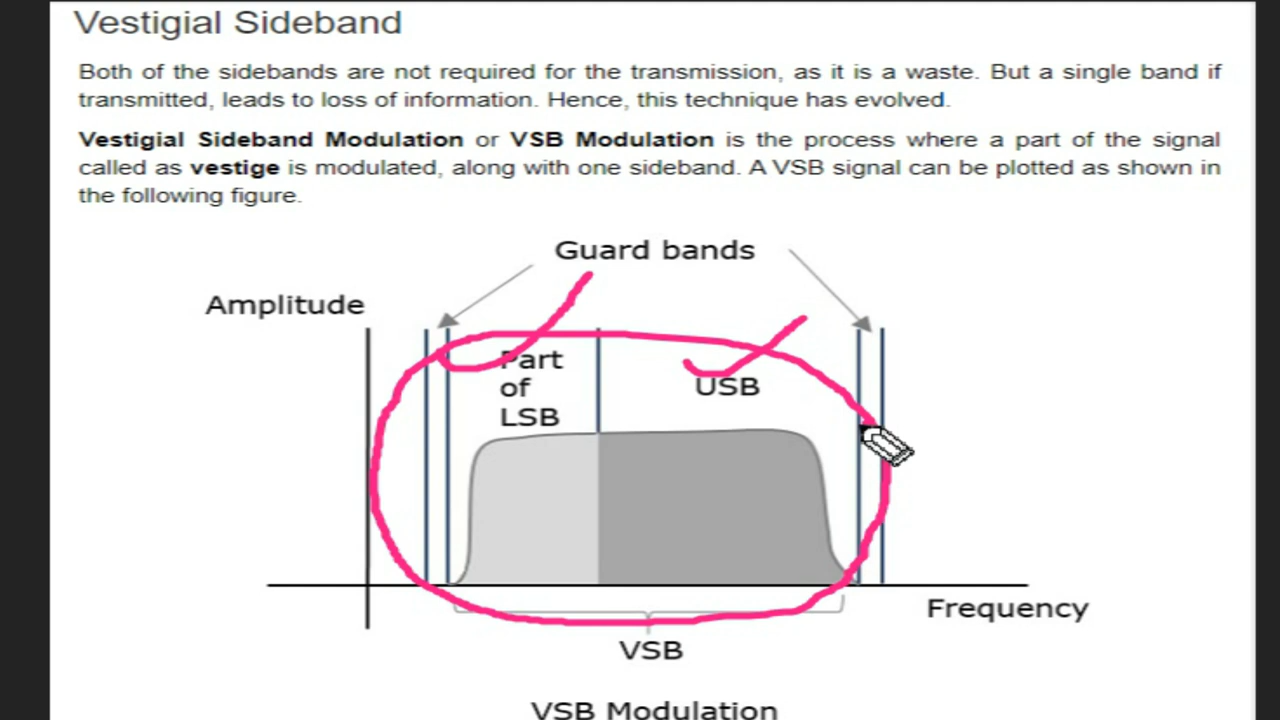 Vestigial Sideband
Both of the sidebands are not required for the transmission, as it is a waste. But a single band if
transmitted, leads to loss of information. Hence, this technique has evolved.
Vestigial Sideband Modulation or VSB Modulation is the process where a part of the signal
called as vestige is modulated, along with one sideband. A VSB signal can be plotted as shown in
the following figure.
Guard bands
Amplitude
Part
of
LSB
USB
Frequency
VSB
VSB Modulation